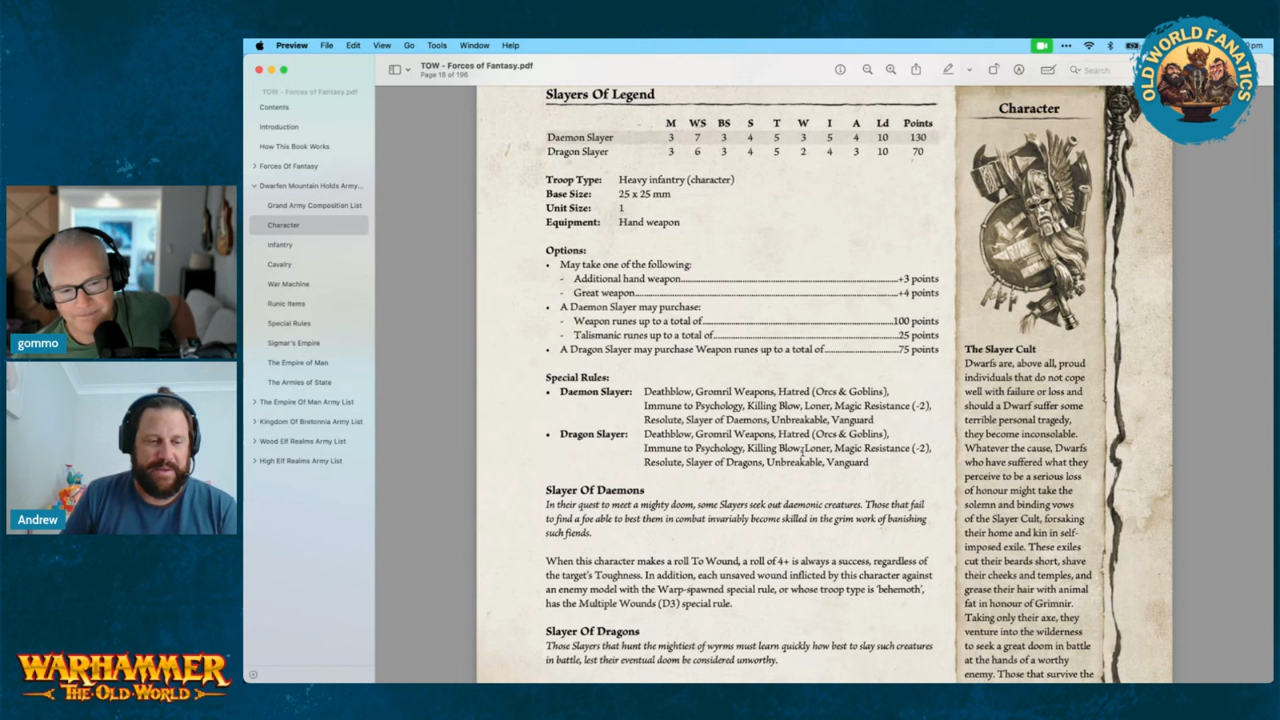 Preview File Edit View Go Tools Window Help
TOW - Forces of Fantasy.pdf
Page 16 of 196
Search
OLD WORLD FANATICS
TOW - Forces of Fantasy.pdf
Contents
Introduction
How This Book Works
Forces Of Fantasy
Dwarfen Mountain Holds Army...
Grand Army Composition List
Character
Infantry
Cavalry
War Machine
Runic Items
Special Rules
Sigmar's Empire
The Empire of Man
The Armies of State
The Empire Of Man Army List
Kingdom Of Bretonnia Army List
Wood Elf Realms Army List
High Elf Realms Army List
gommo
Andrew
WARHAMMER
THE·OLD·WORLD
Slayers Of Legend
M WS BS S T W I A Ld Points
Daemon Slayer 3 7 3 4 5 3 5 4 10 130
Dragon Slayer 3 6 3 4 5 2 4 3 10 70
Troop Type: Heavy infantry (character)
Base Size: 25 x 25 mm
Unit Size: 1
Equipment: Hand weapon
Options:
• May take one of the following:
- Additional hand weapon..........+3 points
- Great weapon..........+4 points
• A Daemon Slayer may purchase:
- Weapon runes up to a total of..........100 points
- Talismanic runes up to a total of..........25 points
• A Dragon Slayer may purchase Weapon runes up to a total of..........75 points
Special Rules:
• Daemon Slayer: Deathblow, Gromril Weapons, Hatred (Orcs & Goblins),
Immune to Psychology, Killing Blow, Loner, Magic Resistance (-2),
Resolute, Slayer of Daemons, Unbreakable, Vanguard
• Dragon Slayer: Deathblow, Gromril Weapons, Hatred (Orcs & Goblins),
Immune to Psychology, Killing Blow, Loner, Magic Resistance (-2),
Resolute, Slayer of Dragons, Unbreakable, Vanguard
Slayer Of Daemons
In their quest to meet a mighty doom, some Slayers seek out daemonic creatures. Those that fail
to find a foe able to best them in combat invariably become skilled in the grim work of banishing
such fiends.
When this character makes a roll To Wound, a roll of 4+ is always a success, regardless of
the target's Toughness. In addition, each unsaved wound inflicted by this character against
an enemy model with the Warp-spawned special rule, or whose troop type is 'behemoth',
has the Multiple Wounds (D3) special rule.
Slayer Of Dragons
Those Slayers that hunt the mightiest of wyrms must learn quickly how best to slay such creatures
in battle, lest their eventual doom be considered unworthy.
Character
The Slayer Cult
Dwarfs are, above all, proud
individuals that do not cope
well with failure or loss and
should a Dwarf suffer some
terrible personal tragedy,
they become inconsolable.
Whatever the cause, Dwarfs
who have suffered what they
perceive to be a serious loss
of honour might take the
solemn and binding vows
of the Slayer Cult, forsaking
their home and kin in self-
imposed exile. These exiles
cut their beards short, shave
their cheeks and temples, and
grease their hair with animal
fat in honour of Grimnir.
Taking only their axe, they
venture into the wilderness
to seek a great doom in battle
at the hands of a worthy
enemy. Those that survive the